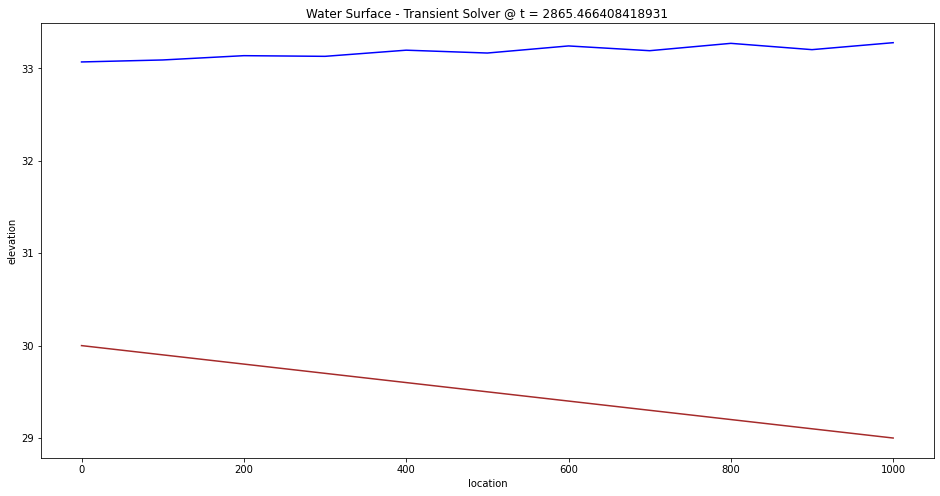 Water Surface - Transient Solver @ t = 2865.466408418931
33
32
31
30
29
elevation
0 200 400 600 800 1000
location